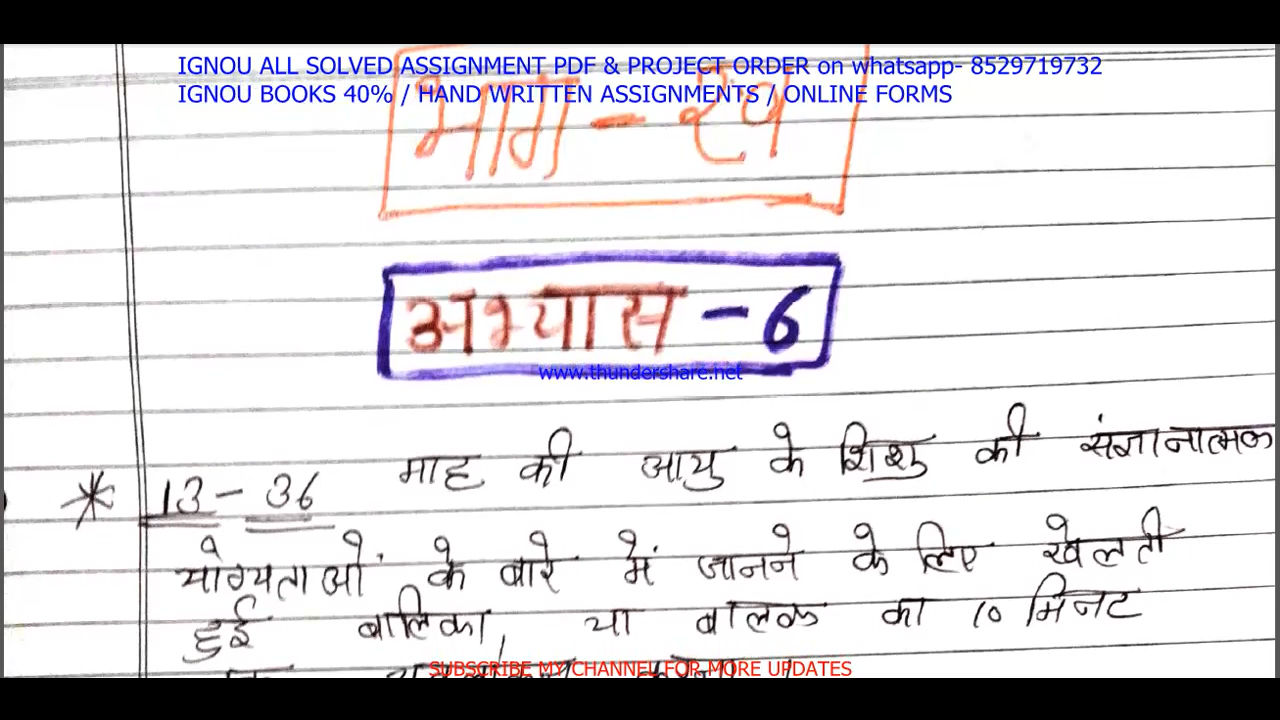 IGNOU ALL SOLVED ASSIGNMENT PDF & PROJECT ORDER on whatsapp- 8529719732
IGNOU BOOKS 40% / HAND WRITTEN ASSIGNMENTS / ONLINE FORMS
भाग - ख
अभ्यास - 6
www.thundershare.net
* 13 - 36 माह की आयु के शिशु की संज्ञानात्मक
योग्यताओं के बारे में जानने के लिए खेलती
हुई बालिका, या बालक का 10 मिनट
SUBSCRIBE MY CHANNEL FOR MORE UPDATES